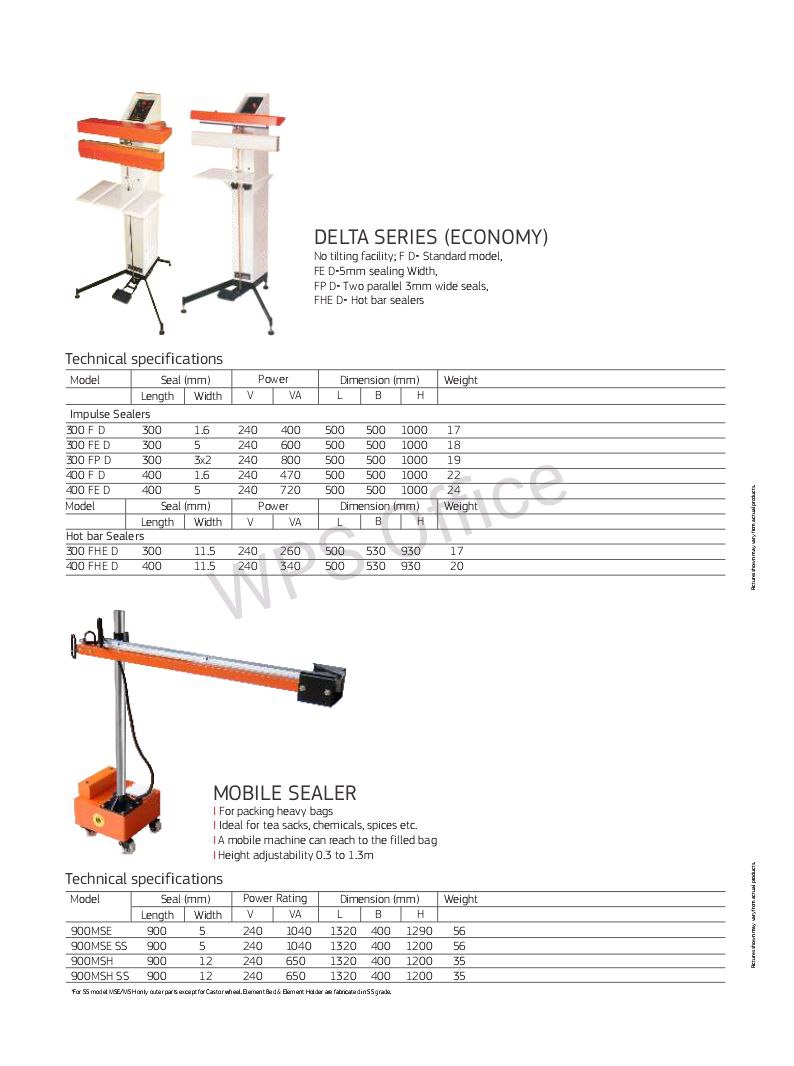 DELTA SERIES (ECONOMY)
No tilting facility; F D- Standard model,
FE D-5mm sealing Width,
FP D- Two parallel 3mm wide seals,
FHE D- Hot bar sealers
Technical specifications
Model Seal (mm) Power Dimension (mm) Weight
Length Width V VA L B H
Impulse Sealers
300 F D 300 1.6 240 400 500 500 1000 17
300 FE D 300 5 240 600 500 500 1000 18
300 FP D 300 3x2 240 800 500 500 1000 19
400 F D 400 1.6 240 470 500 500 1000 22
400 FE D 400 5 240 720 500 500 1000 24
Model Seal (mm) Power Dimension (mm) Weight
Length Width V VA L B H
Hot bar Sealers
300 FHE D 300 11.5 240 260 500 530 930 17
400 FHE D 400 11.5 240 340 500 530 930 20
WPS Office
Pictures shown may vary from actual products.
MOBILE SEALER
l For packing heavy bags
l Ideal for tea sacks, chemicals, spices etc.
l A mobile machine can reach to the filled bag
l Height adjustability 0.3 to 1.3m
Technical specifications
Model Seal (mm) Power Rating Dimension (mm) Weight
Length Width V VA L B H
900MSE 900 5 240 1040 1320 400 1290 56
900MSE SS 900 5 240 1040 1320 400 1200 56
900MSH 900 12 240 650 1320 400 1200 35
900MSH SS 900 12 240 650 1320 400 1200 35
*For SS model MSE/MSH only outer parts except for Castor wheel. Element Bed & Element Holder are fabricated in SS grade.
Pictures shown may vary from actual products.